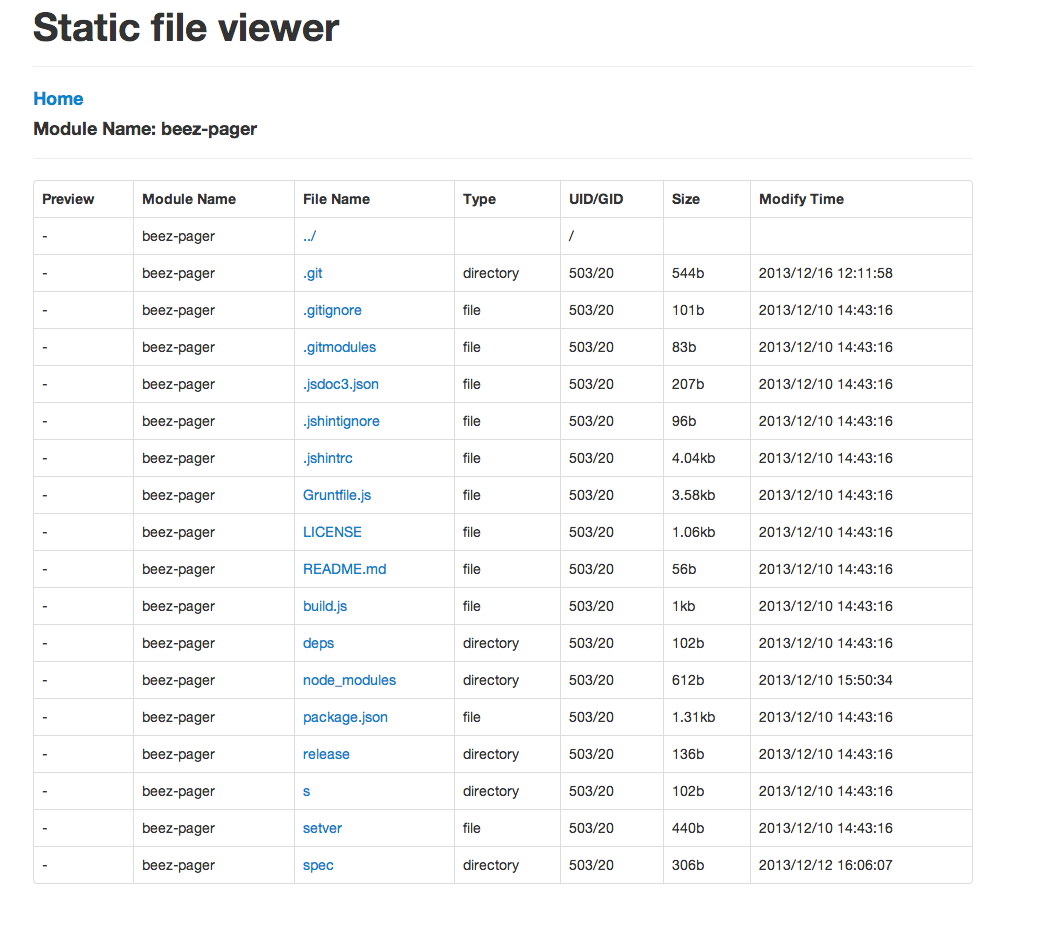 Static file viewer
Home
Module Name: beez-pager
Preview Module Name File Name Type UID/GID Size Modify Time
- beez-pager ../ /
- beez-pager .git directory 503/20 544b 2013/12/16 12:11:58
- beez-pager .gitignore file 503/20 101b 2013/12/10 14:43:16
- beez-pager .gitmodules file 503/20 83b 2013/12/10 14:43:16
- beez-pager .jsdoc3.json file 503/20 207b 2013/12/10 14:43:16
- beez-pager .jshintignore file 503/20 96b 2013/12/10 14:43:16
- beez-pager .jshintrc file 503/20 4.04kb 2013/12/10 14:43:16
- beez-pager Gruntfile.js file 503/20 3.58kb 2013/12/10 14:43:16
- beez-pager LICENSE file 503/20 1.06kb 2013/12/10 14:43:16
- beez-pager README.md file 503/20 56b 2013/12/10 14:43:16
- beez-pager build.js file 503/20 1kb 2013/12/10 14:43:16
- beez-pager deps directory 503/20 102b 2013/12/10 14:43:16
- beez-pager node_modules directory 503/20 612b 2013/12/10 15:50:34
- beez-pager package.json file 503/20 1.31kb 2013/12/10 14:43:16
- beez-pager release directory 503/20 136b 2013/12/10 14:43:16
- beez-pager s directory 503/20 102b 2013/12/10 14:43:16
- beez-pager setver file 503/20 440b 2013/12/10 14:43:16
- beez-pager spec directory 503/20 306b 2013/12/12 16:06:07